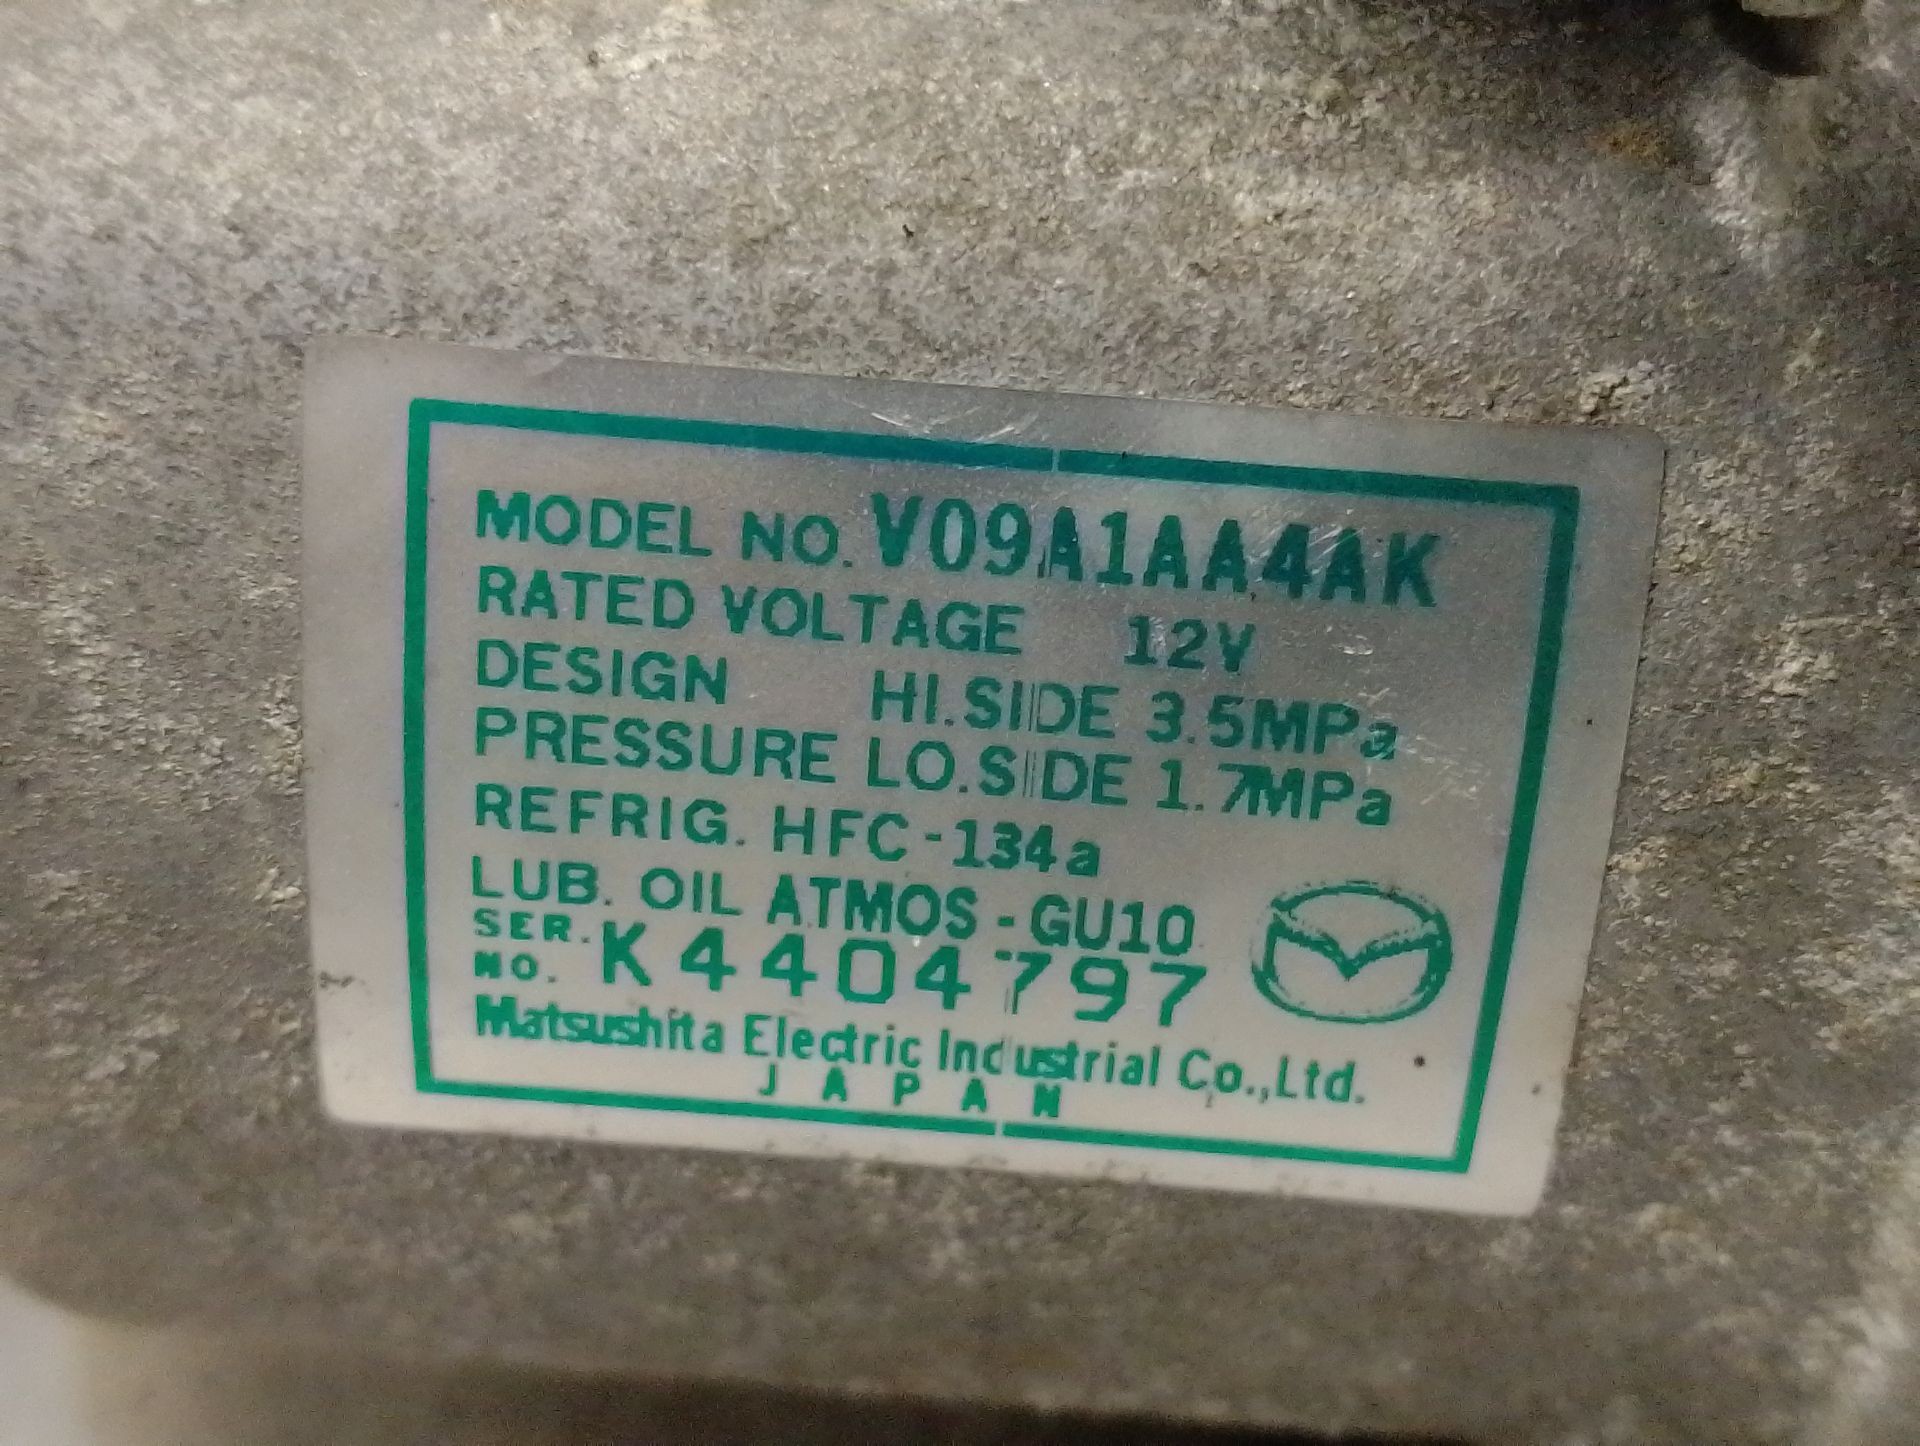 MODEL NO. V09A1AA4AK
RATED VOLTAGE 12V
DESIGN HI.SIDE 3.5MPa
PRESSURE LO.SIDE 1.7MPa
REFRIG. HFC-134a
LUB. OIL ATMOS-GU10
SER. NO. K4404797
Matsushita Electric Industrial Co.,Ltd.
JAPAN